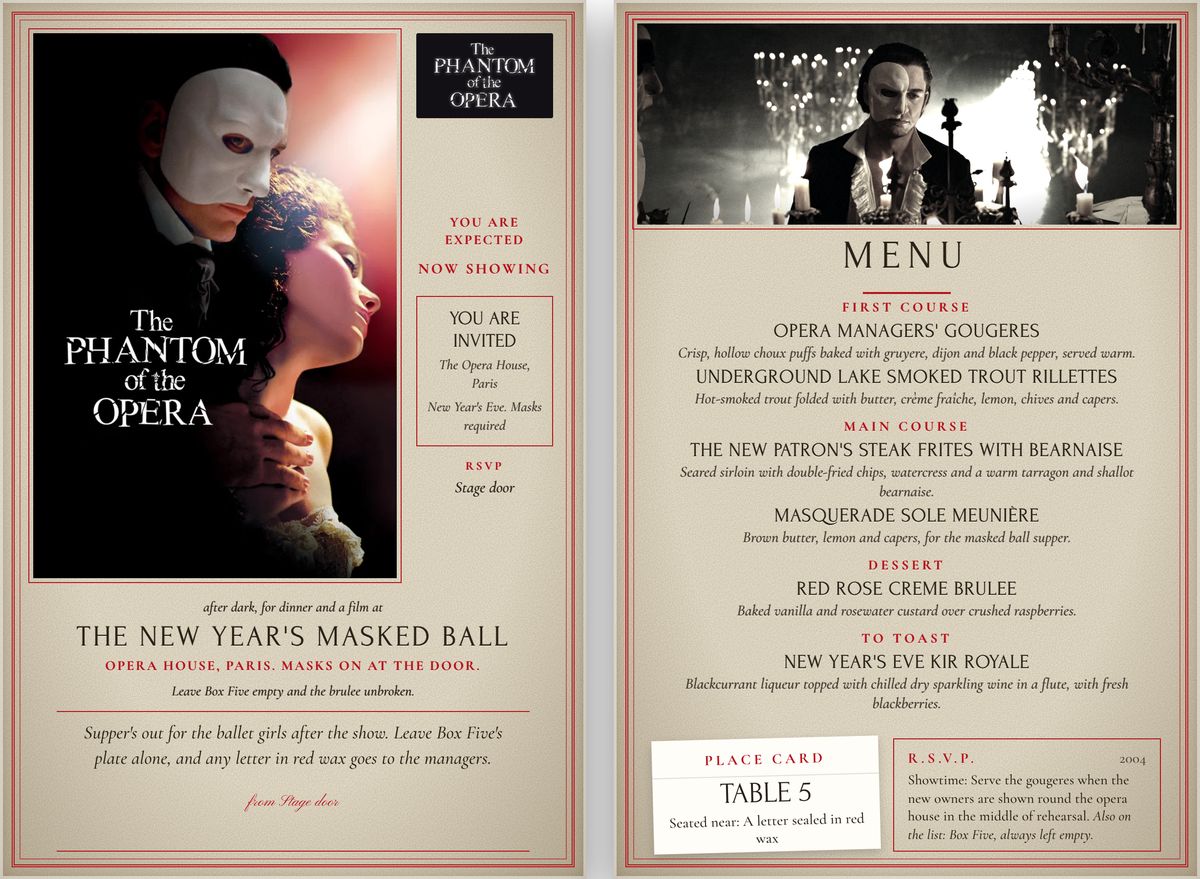 The
PHANTOM
of the
OPERA
The
PHANTOM
of the
OPERA
YOU ARE
EXPECTED
NOW SHOWING
YOU ARE
INVITED
The Opera House,
Paris
New Year's Eve. Masks
required
RSVP
Stage door
after dark, for dinner and a film at
THE NEW YEAR'S MASKED BALL
OPERA HOUSE, PARIS. MASKS ON AT THE DOOR.
Leave Box Five empty and the brulee unbroken.
Supper's out for the ballet girls after the show. Leave Box Five's
plate alone, and any letter in red wax goes to the managers.
from Stage door
MENU
FIRST COURSE
OPERA MANAGERS' GOUGERES
Crisp, hollow choux puffs baked with gruyere, dijon and black pepper, served warm.
UNDERGROUND LAKE SMOKED TROUT RILLETTES
Hot-smoked trout folded with butter, crème fraîche, lemon, chives and capers.
MAIN COURSE
THE NEW PATRON'S STEAK FRITES WITH BEARNAISE
Seared sirloin with double-fried chips, watercress and a warm tarragon and shallot
bearnaise.
MASQUERADE SOLE MEUNIÈRE
Brown butter, lemon and capers, for the masked ball supper.
DESSERT
RED ROSE CREME BRULEE
Baked vanilla and rosewater custard over crushed raspberries.
TO TOAST
NEW YEAR'S EVE KIR ROYALE
Blackcurrant liqueur topped with chilled dry sparkling wine in a flute, with fresh
blackberries.
PLACE CARD
TABLE 5
Seated near: A letter sealed in red
wax
R.S.V.P. 2004
Showtime: Serve the gougeres when the
new owners are shown round the opera
house in the middle of rehearsal. Also on
the list: Box Five, always left empty.